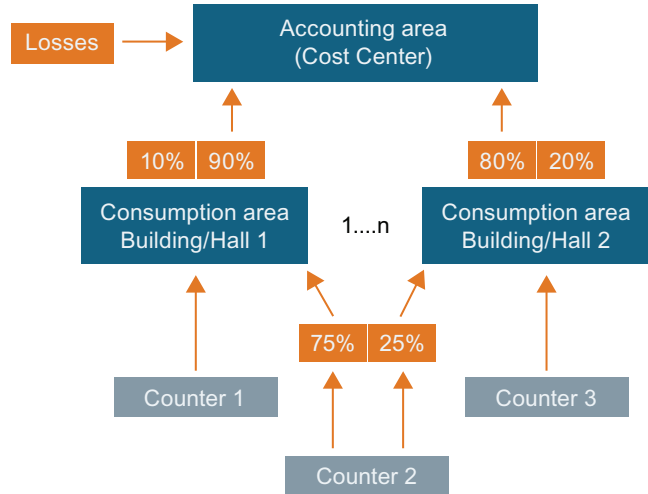 Losses
Accounting area
(Cost Center)
10% 90%
80% 20%
Consumption area
Building/Hall 1
1....n
Consumption area
Building/Hall 2
75% 25%
Counter 1
Counter 3
Counter 2